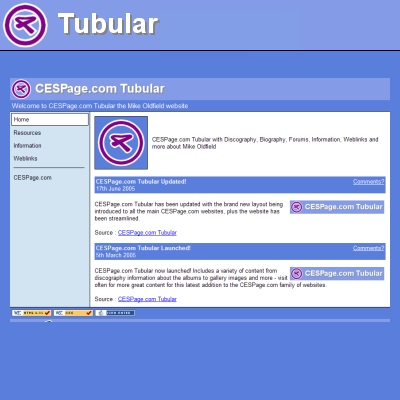 Tubular
CESPage.com Tubular
Welcome to CESPage.com Tubular the Mike Oldfield website
Home
Resources
Information
Weblinks
CESPage.com
CESPage.com Tubular with Discography, Biography, Forums, Information, Weblinks and
more about Mike Oldfield
CESPage.com Tubular Updated! Comments?
17th June 2005
CESPage.com Tubular has been updated with the brand new layout being
introduced to all the main CESPage.com websites, plus the website has
been streamlined.
CESPage.com Tubular
Source : CESPage.com Tubular
CESPage.com Tubular Launched! Comments?
5th March 2005
CESPage.com Tubular now launched! Includes a variety of content from
discography information about the albums to gallery images and more - visit
often for more great content for this latest addition to the CESPage.com family of websites.
CESPage.com Tubular
Source : CESPage.com Tubular